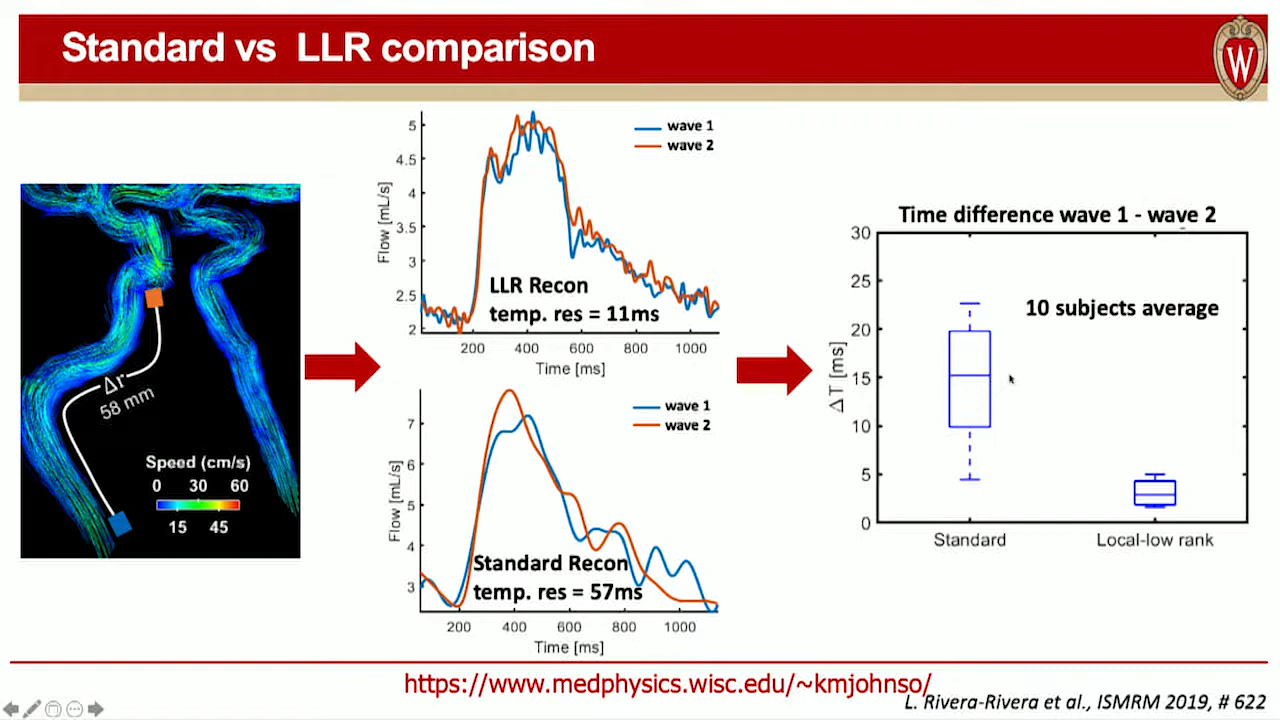 Standard vs LLR comparison
W
Δr
58 mm
Speed (cm/s)
0 30 60
15 45
wave 1
wave 2
5
4.5
4
3.5
3
2.5
2
Flow [mL/s]
LLR Recon
temp. res = 11ms
200 400 600 800 1000
Time [ms]
wave 1
wave 2
7
6
5
4
3
Flow [mL/s]
Standard Recon
temp. res = 57ms
200 400 600 800 1000
Time [ms]
Time difference wave 1 - wave 2
30
25
20
15
10
5
0
ΔT [ms]
10 subjects average
Standard Local-low rank
https://www.medphysics.wisc.edu/~kmjohnso/
L. Rivera-Rivera et al., ISMRM 2019, # 622